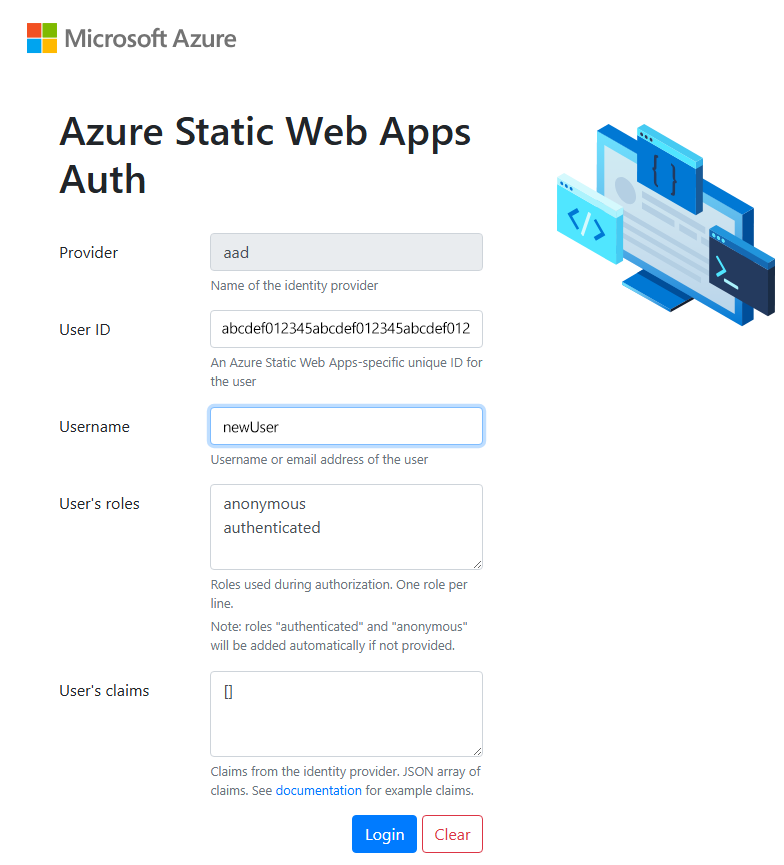 Microsoft Azure
Azure Static Web Apps
Auth
Provider
aad
Name of the identity provider
User ID
abcdef012345abcdef012345abcdef012
An Azure Static Web Apps-specific unique ID for
the user
Username
newUser
Username or email address of the user
User's roles
anonymous
authenticated
Roles used during authorization. One role per
line.
Note: roles "authenticated" and "anonymous"
will be added automatically if not provided.
User's claims
[]
Claims from the identity provider. JSON array of
claims. See documentation for example claims.
Login Clear